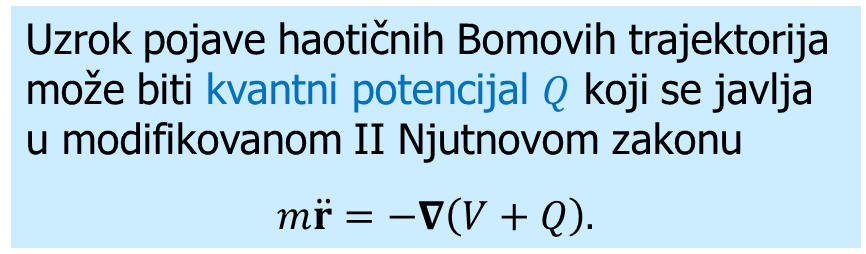 Uzrok pojave haotičnih Bomovih trajektorija
može biti kvantni potencijal Q koji se javlja
u modifikovanom II Njutnovom zakonu
m𝐫̈ = −𝛁(V + Q).